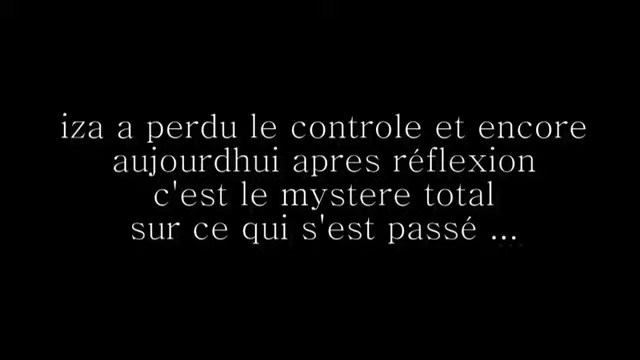 iza a perdu le controle et encore
aujourdhui apres réflexion
c'est le mystere total
sur ce qui s'est passé ...